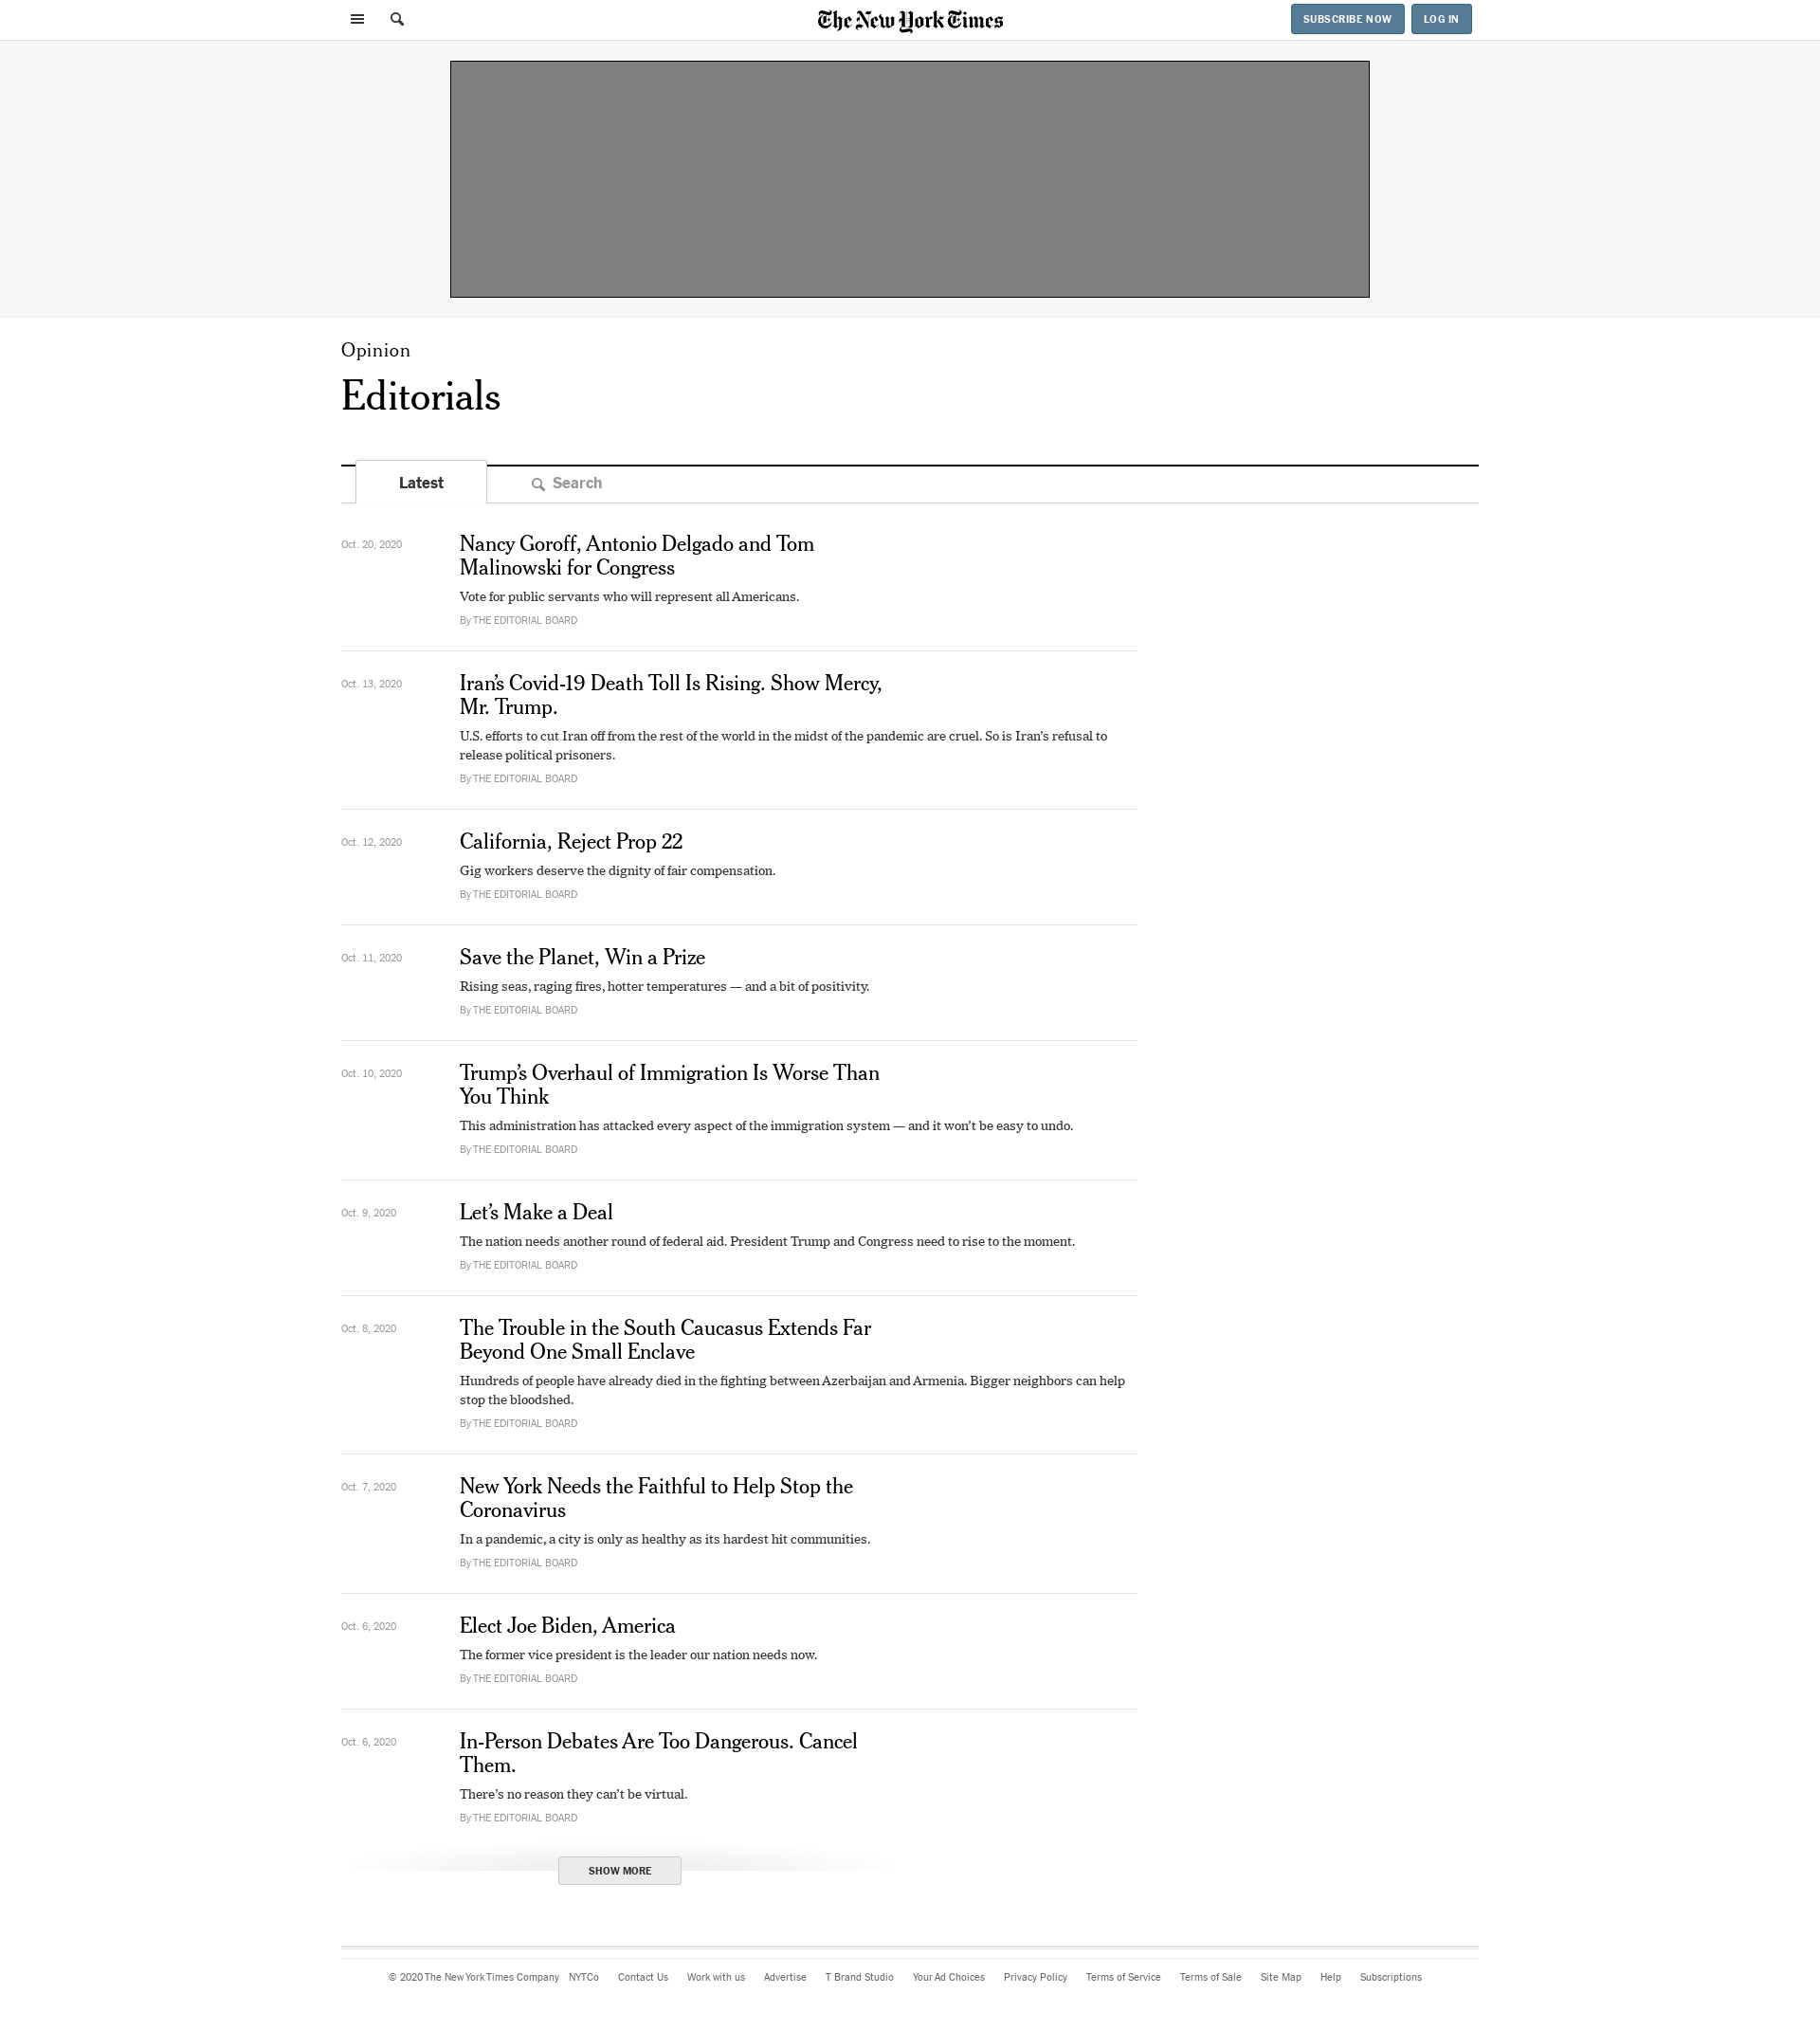 The New York Times
SUBSCRIBE NOW
LOG IN
Opinion
Editorials
Latest
Search
Oct. 20, 2020
Nancy Goroff, Antonio Delgado and Tom
Malinowski for Congress
Vote for public servants who will represent all Americans.
By THE EDITORIAL BOARD
Oct. 13, 2020
Iran’s Covid-19 Death Toll Is Rising. Show Mercy,
Mr. Trump.
U.S. efforts to cut Iran off from the rest of the world in the midst of the pandemic are cruel. So is Iran’s refusal to
release political prisoners.
By THE EDITORIAL BOARD
Oct. 12, 2020
California, Reject Prop 22
Gig workers deserve the dignity of fair compensation.
By THE EDITORIAL BOARD
Oct. 11, 2020
Save the Planet, Win a Prize
Rising seas, raging fires, hotter temperatures — and a bit of positivity.
By THE EDITORIAL BOARD
Oct. 10, 2020
Trump’s Overhaul of Immigration Is Worse Than
You Think
This administration has attacked every aspect of the immigration system — and it won’t be easy to undo.
By THE EDITORIAL BOARD
Oct. 9, 2020
Let’s Make a Deal
The nation needs another round of federal aid. President Trump and Congress need to rise to the moment.
By THE EDITORIAL BOARD
Oct. 8, 2020
The Trouble in the South Caucasus Extends Far
Beyond One Small Enclave
Hundreds of people have already died in the fighting between Azerbaijan and Armenia. Bigger neighbors can help
stop the bloodshed.
By THE EDITORIAL BOARD
Oct. 7, 2020
New York Needs the Faithful to Help Stop the
Coronavirus
In a pandemic, a city is only as healthy as its hardest hit communities.
By THE EDITORIAL BOARD
Oct. 6, 2020
Elect Joe Biden, America
The former vice president is the leader our nation needs now.
By THE EDITORIAL BOARD
Oct. 6, 2020
In-Person Debates Are Too Dangerous. Cancel
Them.
There’s no reason they can’t be virtual.
By THE EDITORIAL BOARD
SHOW MORE
© 2020 The New York Times Company NYTCo Contact Us Work with us Advertise T Brand Studio Your Ad Choices Privacy Policy Terms of Service Terms of Sale Site Map Help Subscriptions